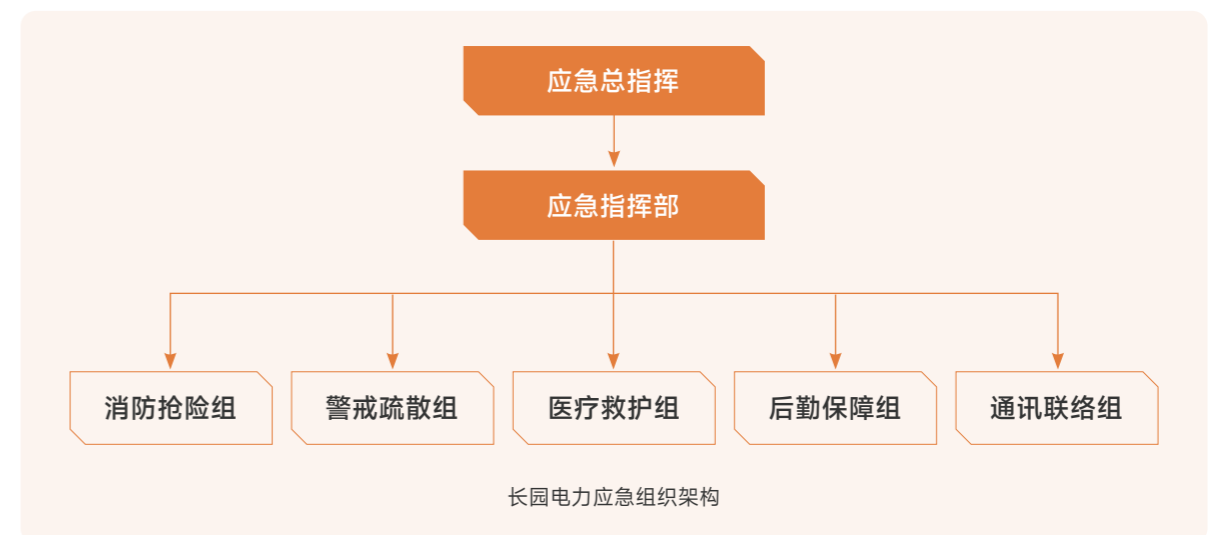 应急总指挥
应急指挥部
消防抢险组
警戒疏散组
医疗救护组
后勤保障组
通讯联络组
长园电力应急组织架构